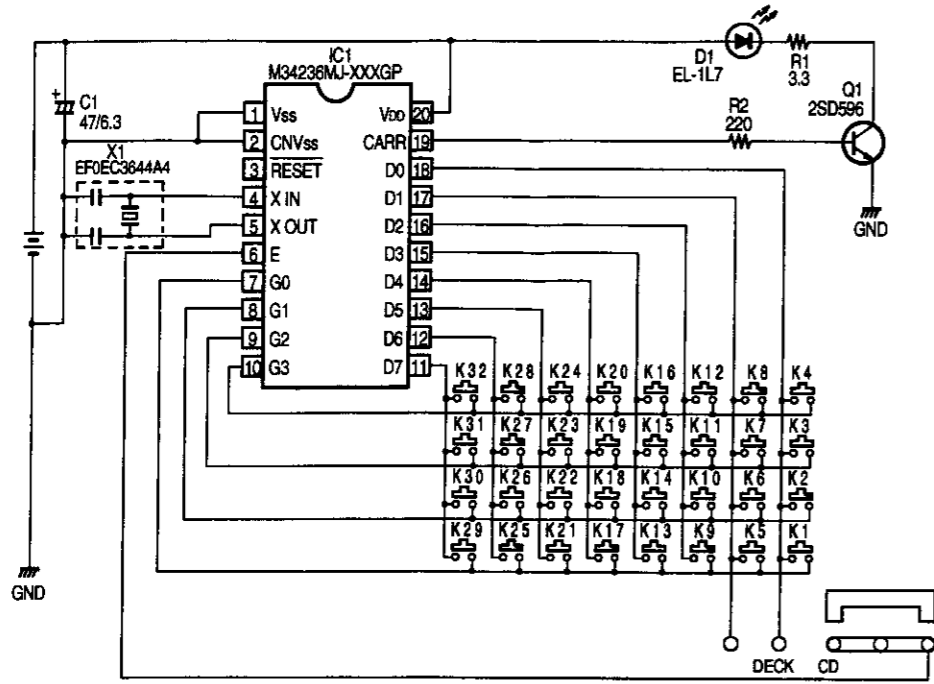 IC1
M34236MJ-XXXGP
D1
EL-1L7
R1
3.3
Q1
2SD596
R2
220
+
C1
47/6.3
X1
EF0EC3644A4
1 Vss VDD 20
2 CNVss CARR 19
3 RESET D0 18
4 X IN D1 17
5 X OUT D2 16
6 E D3 15
7 G0 D4 14
8 G1 D5 13
9 G2 D6 12
10 G3 D7 11
GND
K32 K28 K24 K20 K16 K12 K8 K4
K31 K27 K23 K19 K15 K11 K7 K3
K30 K26 K22 K18 K14 K10 K6 K2
K29 K25 K21 K17 K13 K9 K5 K1
GND
DECK CD